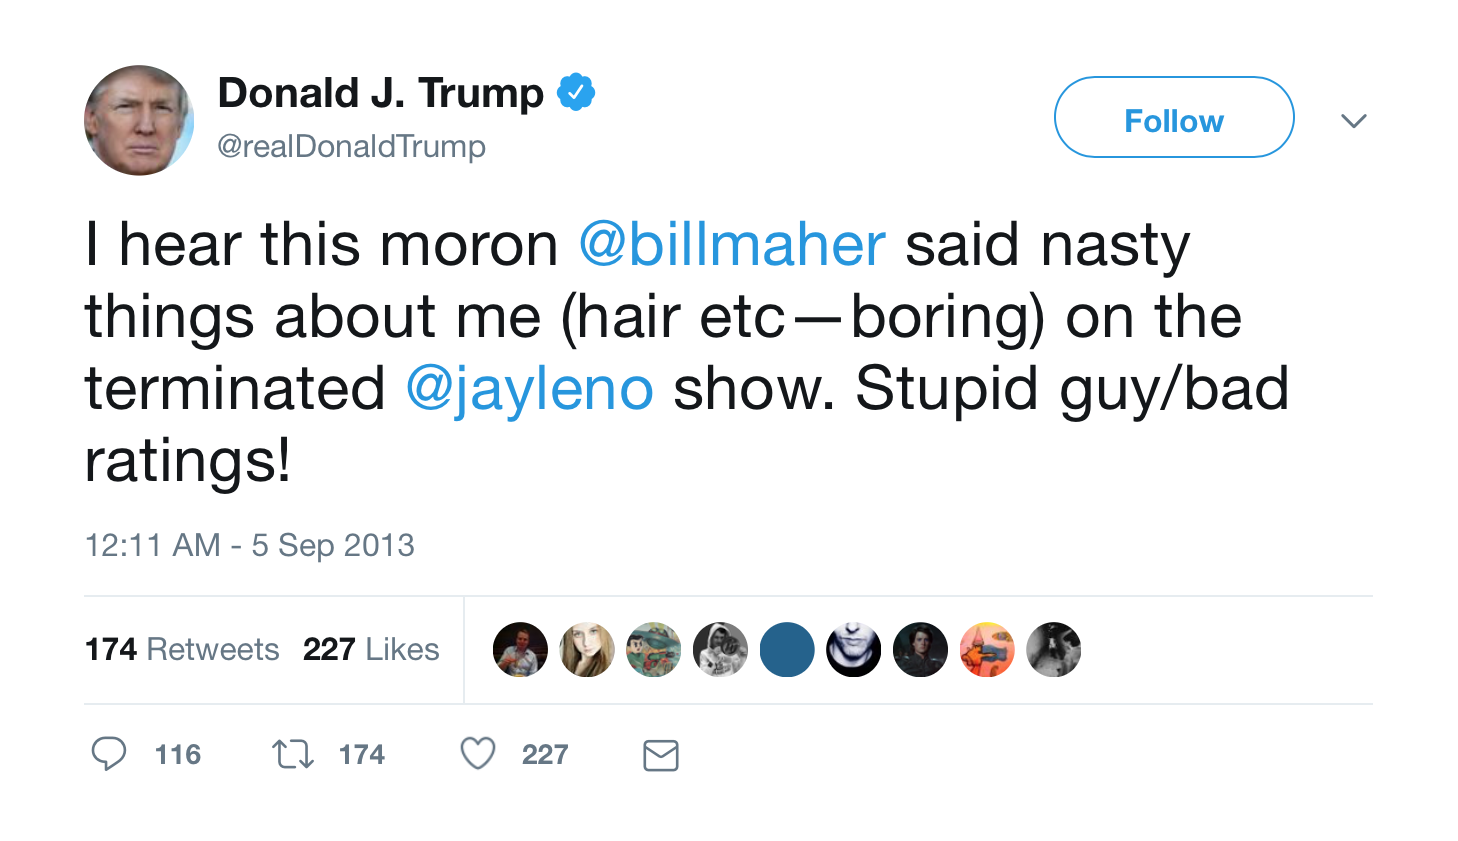 Donald J. Trump
@realDonaldTrump
Follow
I hear this moron @billmaher said nasty
things about me (hair etc—boring) on the
terminated @jayleno show. Stupid guy/bad
ratings!
12:11 AM - 5 Sep 2013
174 Retweets 227 Likes
116 174 227